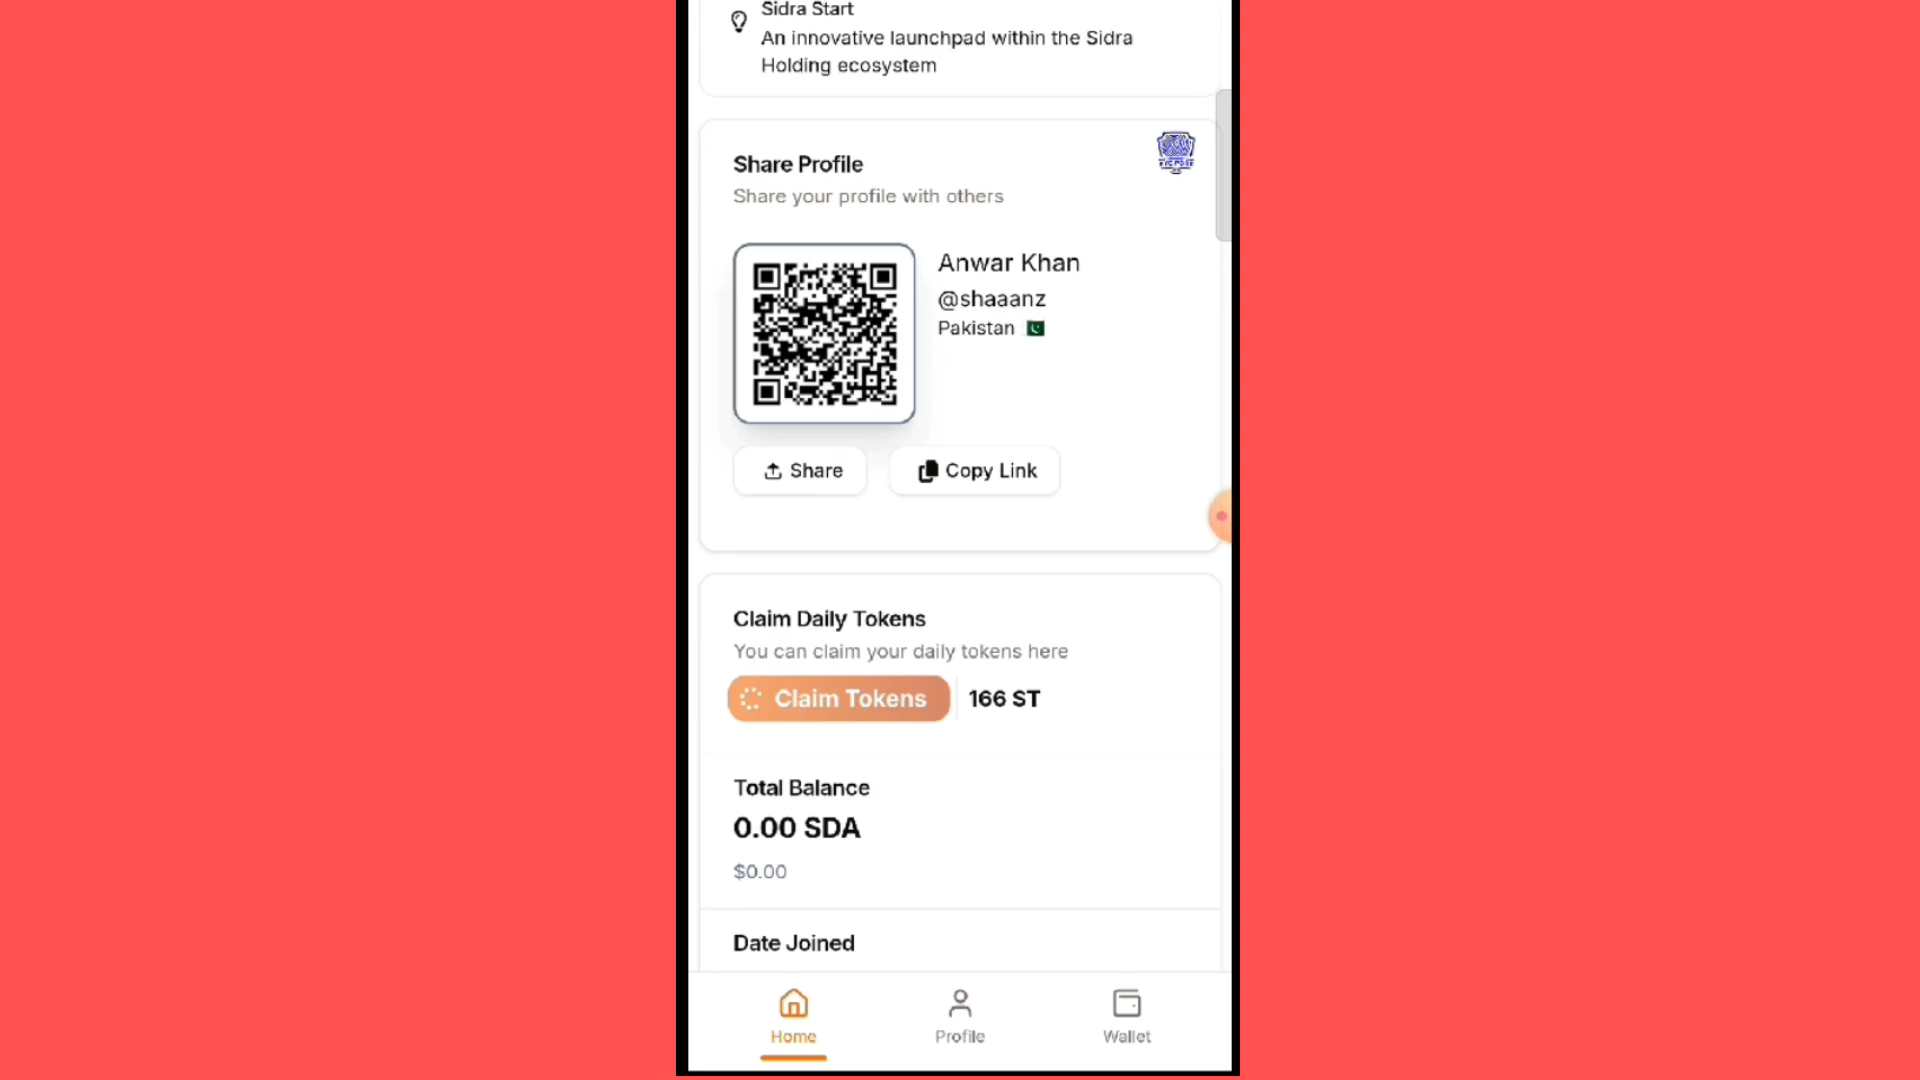 Sidra Start
An innovative launchpad within the Sidra
Holding ecosystem
Share Profile
Share your profile with others
Anwar Khan
@shaaanz
Pakistan
Share
Copy Link
Claim Daily Tokens
You can claim your daily tokens here
Claim Tokens
166 ST
Total Balance
0.00 SDA
$0.00
Date Joined
Home
Profile
Wallet